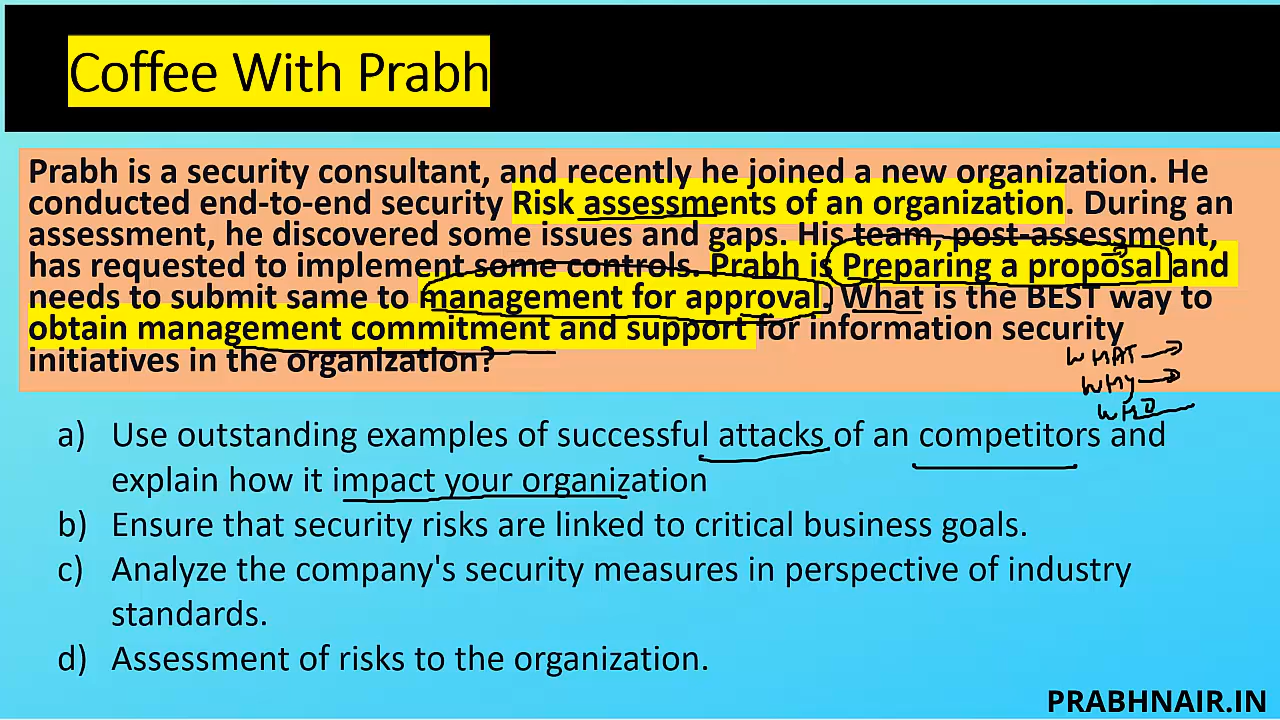 Coffee With Prabh
Prabh is a security consultant, and recently he joined a new organization. He
conducted end-to-end security Risk assessments of an organization. During an
assessment, he discovered some issues and gaps. His team, post-assessment,
has requested to implement some controls. Prabh is Preparing a proposal and
needs to submit same to management for approval. What is the BEST way to
obtain management commitment and support for information security
initiatives in the organization?
WHAT
WHY
WHO
a) Use outstanding examples of successful attacks of an competitors and
explain how it impact your organization
b) Ensure that security risks are linked to critical business goals.
c) Analyze the company's security measures in perspective of industry
standards.
d) Assessment of risks to the organization.
PRABHNAIR.IN